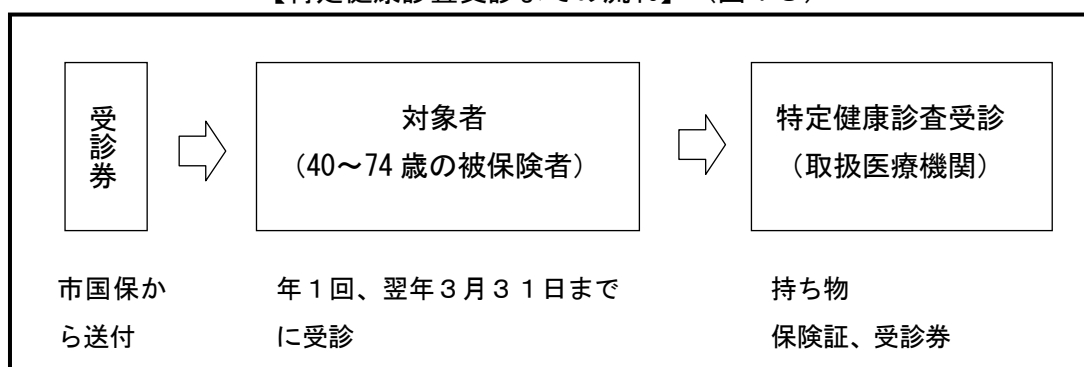 受診券
対象者
（40～74 歳の被保険者）
特定健康診査受診
（取扱医療機関）
市国保か
ら送付
年１回、翌年３月３１日まで
に受診
持ち物
保険証、受診券